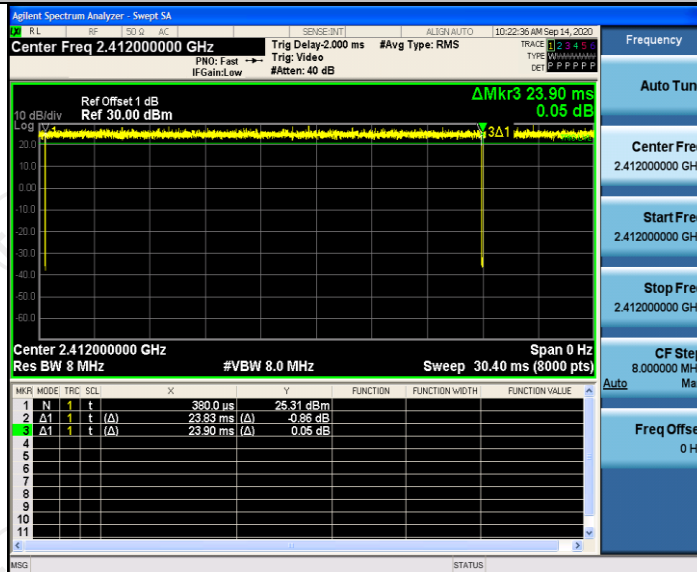 Agilent Spectrum Analyzer - Swept SA
RL RF 50 Ω AC SENSE:INT ALIGN AUTO 10:22:36 AM Sep 14, 2020
Center Freq 2.412000000 GHz
PNO: Fast
IFGain:Low
Trig Delay-2.000 ms
Trig: Video
#Atten: 40 dB
#Avg Type: RMS
TRACE 1 2 3 4 5 6
TYPE
DET P P P P P P
Ref Offset 1 dB
10 dB/div Ref 30.00 dBm
ΔMkr3 23.90 ms
0.05 dB
Log
1
3Δ1
20.0
10.0
0.00
-10.0
-20.0
-30.0
-40.0
-50.0
-60.0
Center 2.412000000 GHz Span 0 Hz
Res BW 8 MHz #VBW 8.0 MHz Sweep 30.40 ms (8000 pts)
MKR MODE TRC SCL X Y FUNCTION FUNCTION WIDTH FUNCTION VALUE
1 N 1 t 380.0 µs 25.31 dBm
2 Δ1 1 t (Δ) 23.83 ms (Δ) -0.86 dB
3 Δ1 1 t (Δ) 23.90 ms (Δ) 0.05 dB
4
5
6
7
8
9
10
11
MSG STATUS
Frequency
Auto Tun
Center Fre
2.412000000 GH
Start Fre
2.412000000 GH
Stop Fre
2.412000000 GH
CF Step
8.000000 MH
Auto Ma
Freq Offse
0 H